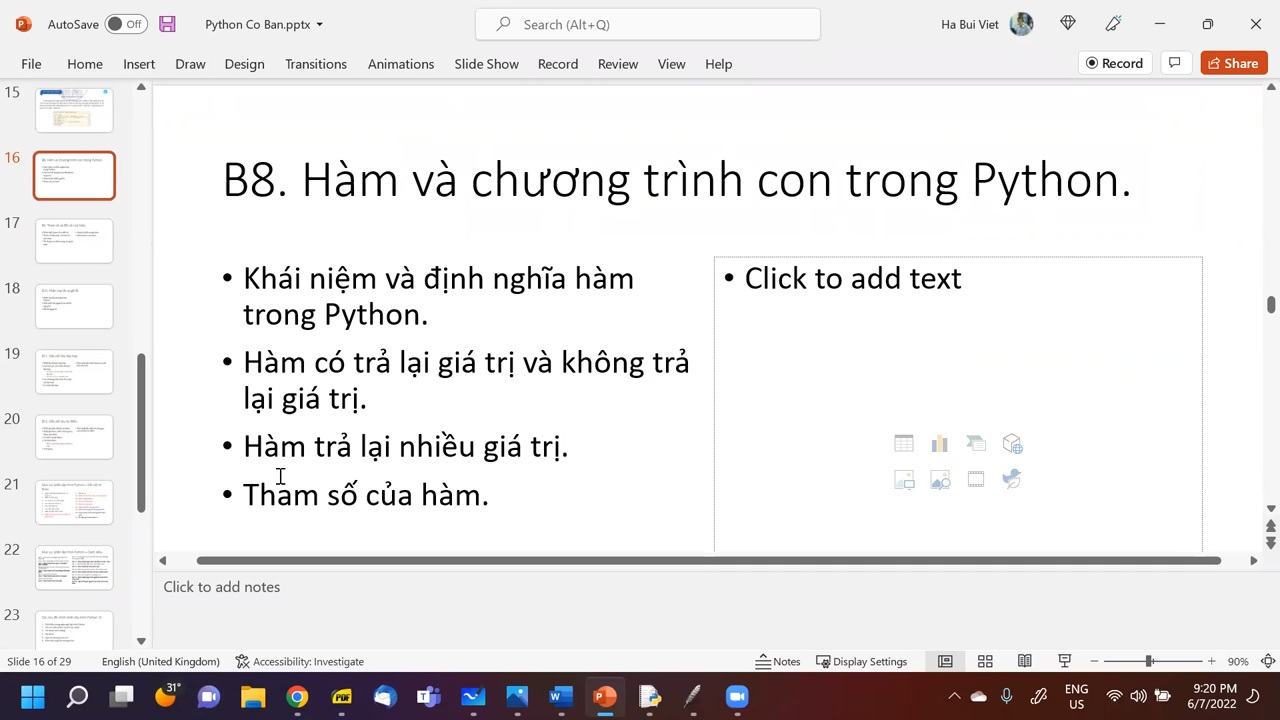 AutoSave Off Python Co Ban.pptx Search (Alt+Q) Ha Bui Viet
File Home Insert Draw Design Transitions Animations Slide Show Record Review View Help Record Share
15
16
17
18
19
20
21
22
23
B8. Hàm và chương trình con trong Python.
• Khái niệm và định nghĩa hàm
trong Python.
• Hàm có trả lại giá trị và không trả
lại giá trị.
• Hàm trả lại nhiều giá trị.
• Tham số của hàm.
• Click to add text
Click to add notes
Slide 16 of 29 English (United Kingdom) Accessibility: Investigate Notes Display Settings 90%
31° PDF ENG
US
9:20 PM
6/7/2022